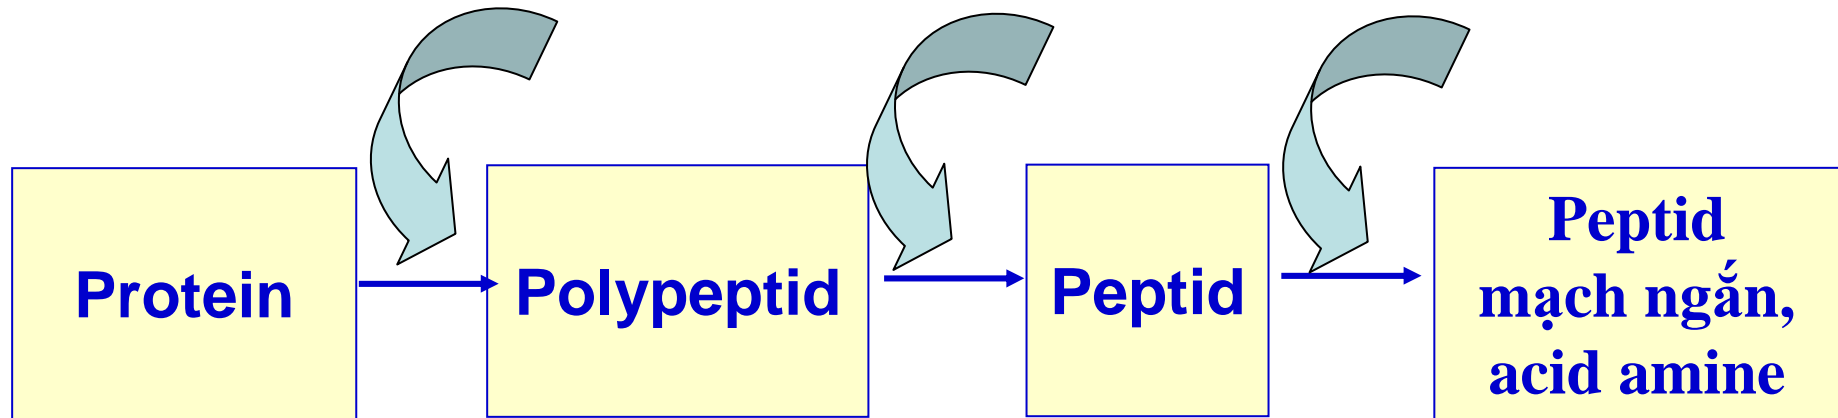 Protein
Polypeptid
Peptid
Peptid
mạch ngắn,
acid amine